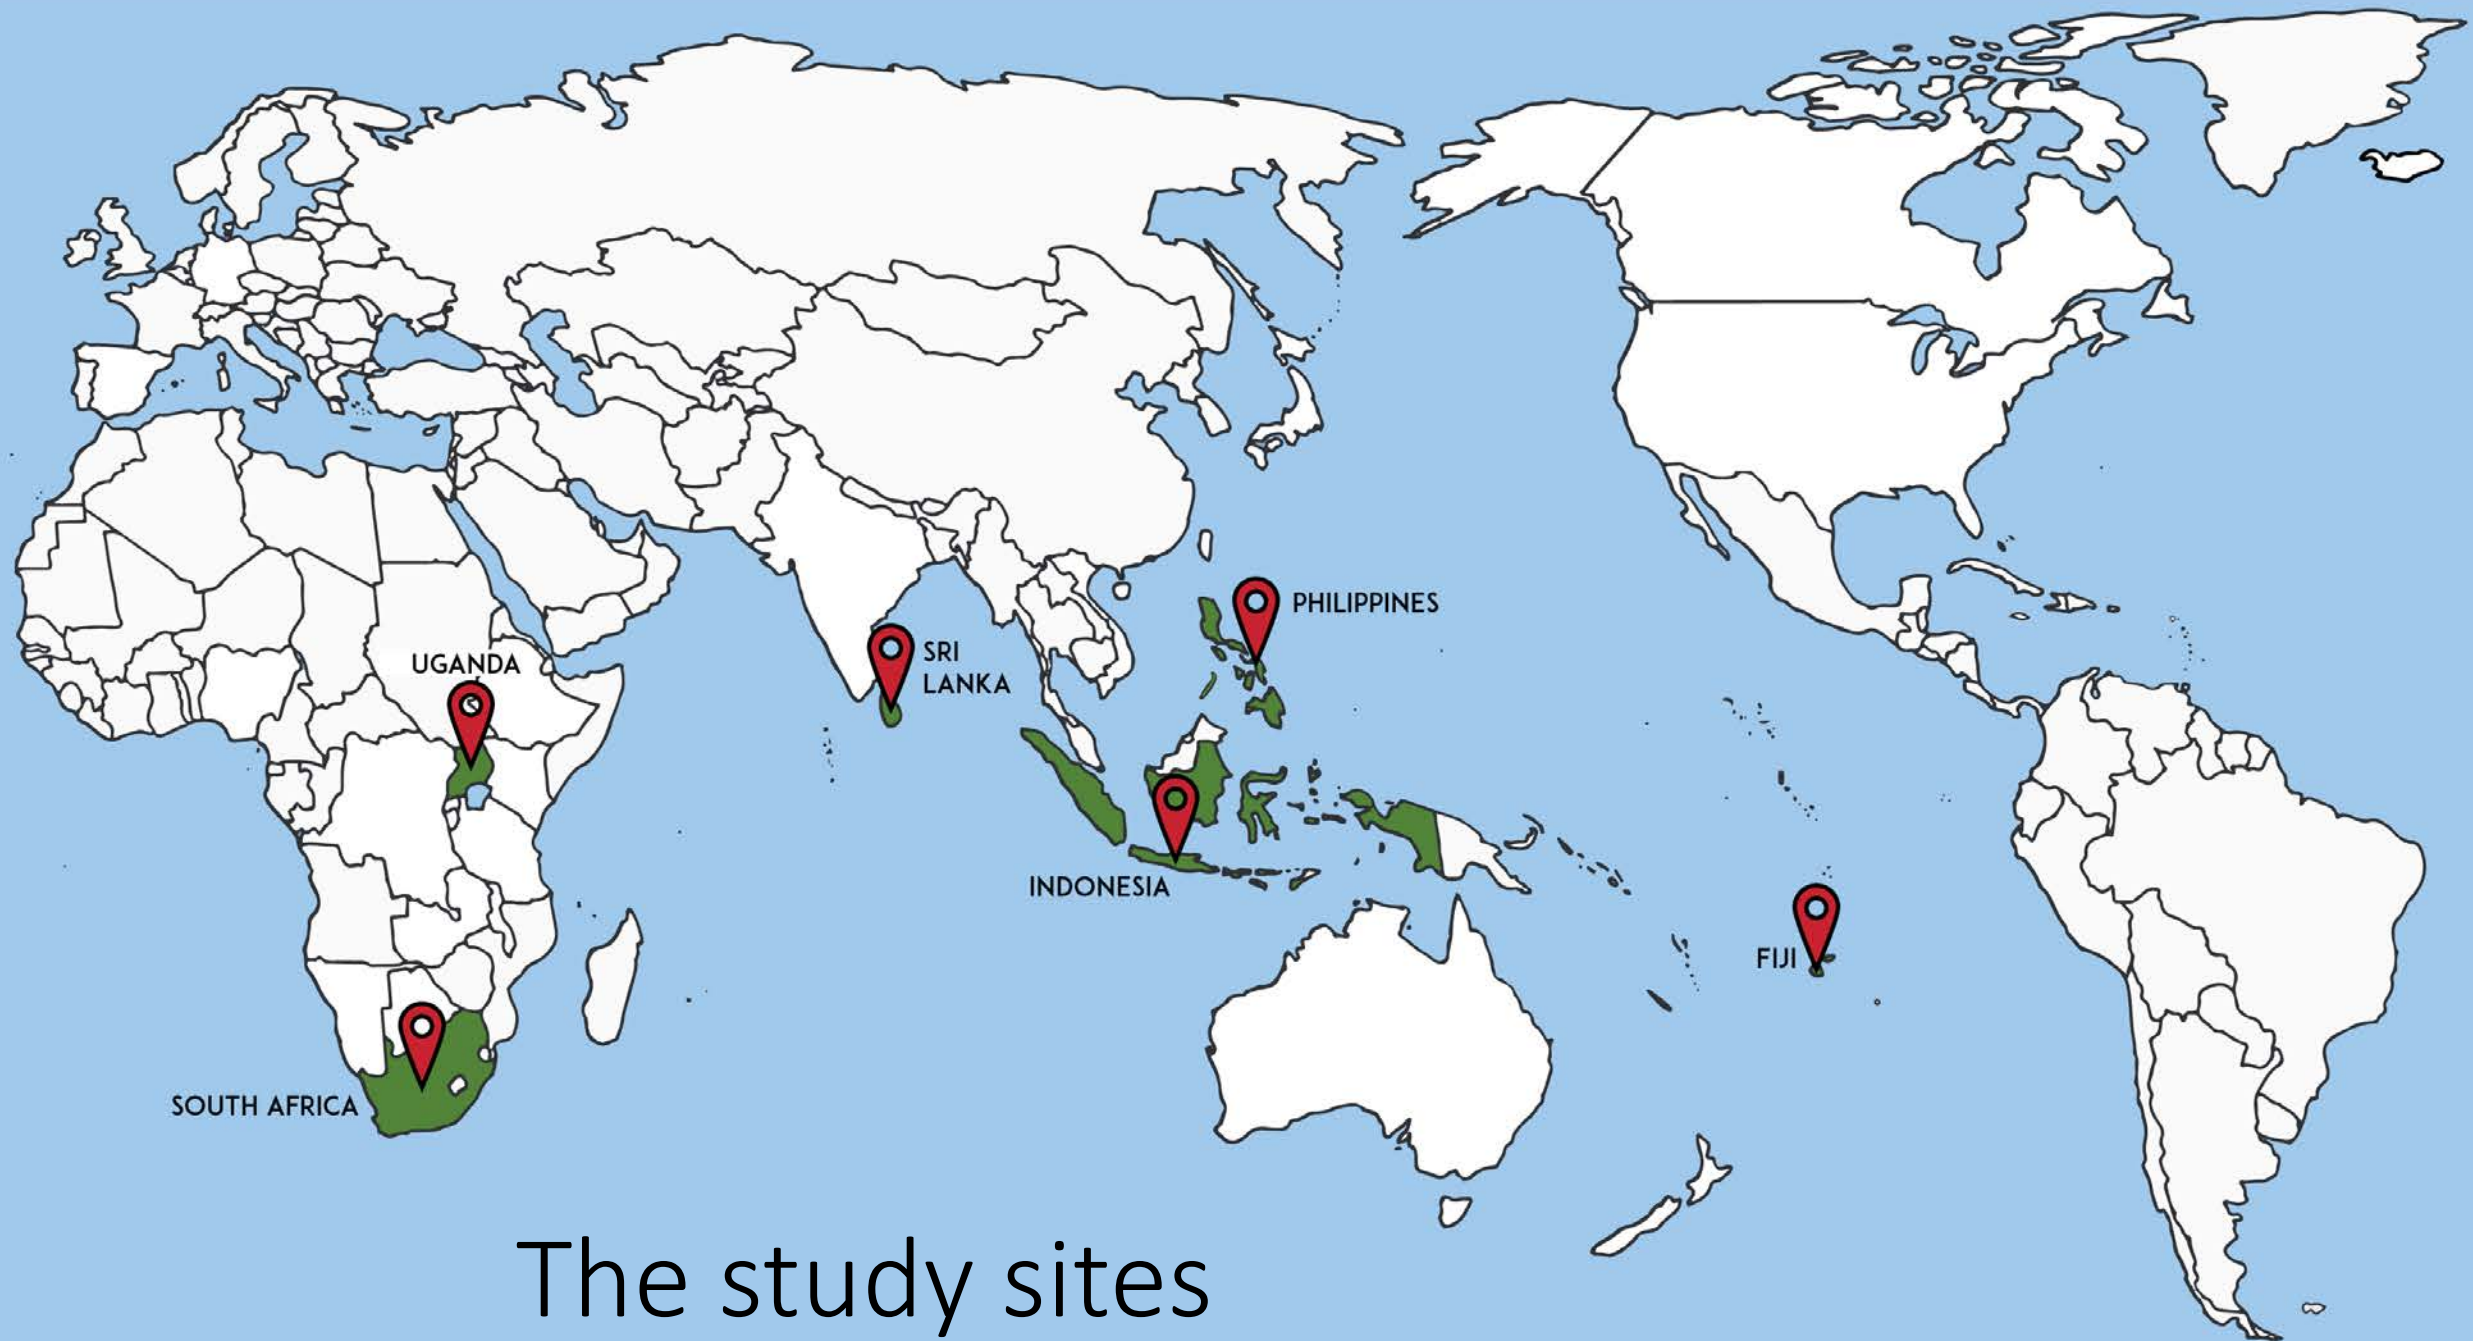 PHILIPPINES
SRI
LANKA
UGANDA
INDONESIA
FIJI
SOUTH AFRICA
The study sites